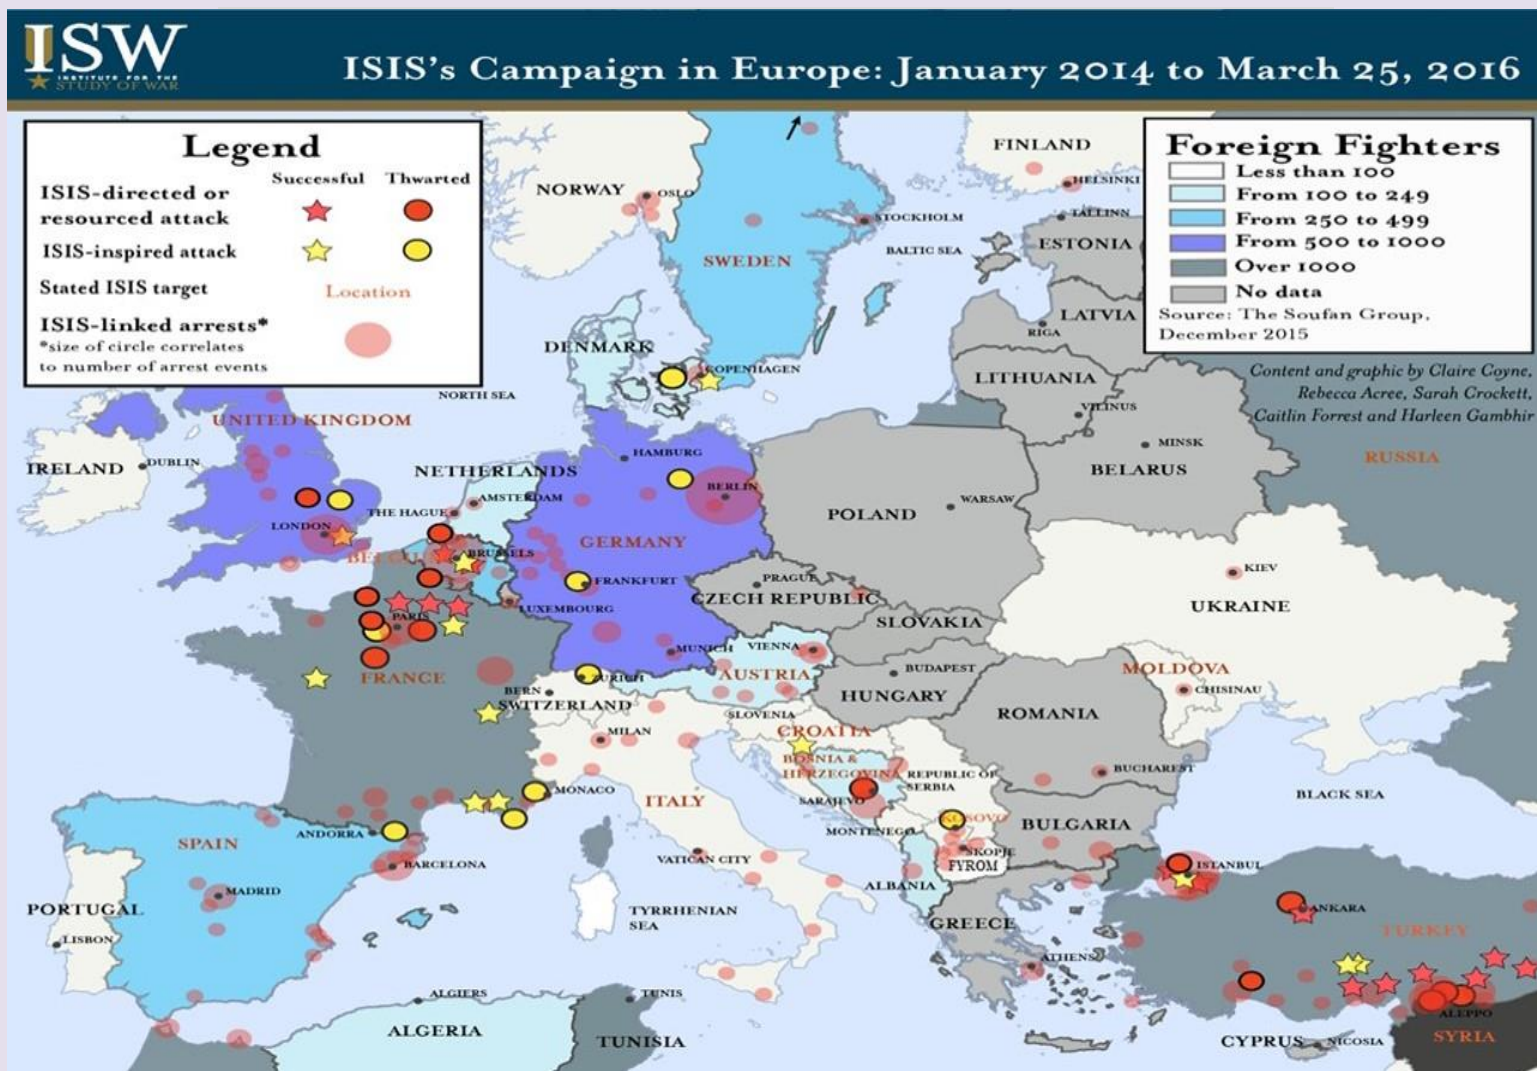 ISW
INSTITUTE FOR THE
STUDY OF WAR
ISIS's Campaign in Europe: January 2014 to March 25, 2016
Legend
Successful Thwarted
ISIS-directed or
resourced attack
ISIS-inspired attack
Stated ISIS target Location
ISIS-linked arrests*
*size of circle correlates
to number of arrest events
Foreign Fighters
Less than 100
From 100 to 249
From 250 to 499
From 500 to 1000
Over 1000
No data
Source: The Soufan Group,
December 2015
Content and graphic by Claire Coyne,
Rebecca Acree, Sarah Crockett,
Caitlin Forrest and Harleen Gambhir
FINLAND
HELSINKI
NORWAY
OSLO
STOCKHOLM
TALLINN
ESTONIA
BALTIC SEA
SWEDEN
LATVIA
RIGA
DENMARK
COPENHAGEN
LITHUANIA
VILINUS
NORTH SEA
UNITED KINGDOM
MINSK
BELARUS
RUSSIA
IRELAND
DUBLIN
HAMBURG
NETHERLANDS
AMSTERDAM
BERLIN
WARSAW
POLAND
THE HAGUE
LONDON
GERMANY
BRUSSELS
FRANKFURT
PRAGUE
CZECH REPUBLIC
KIEV
UKRAINE
LUXEMBOURG
PARIS
SLOVAKIA
MUNICH
VIENNA
FRANCE
ZURICH
AUSTRIA
BUDAPEST
MOLDOVA
BERN
SWITZERLAND
HUNGARY
CHISINAU
SLOVENIA
ROMANIA
MILAN
CROATIA
BOSNIA &
HERZEGOVINA
REPUBLIC OF
SERBIA
BUCHAREST
MONACO
ITALY
SARAJEVO
BLACK SEA
ANDORRA
MONTENEGRO
KOSOVO
BULGARIA
SPAIN
BARCELONA
VATICAN CITY
SKOPJE
FYROM
ISTANBUL
MADRID
ALBANIA
PORTUGAL
TYRRHENIAN
SEA
GREECE
ANKARA
TURKEY
LISBON
ATHENS
ALGIERS
TUNIS
ALEPPO
ALGERIA
TUNISIA
CYPRUS
NICOSIA
SYRIA